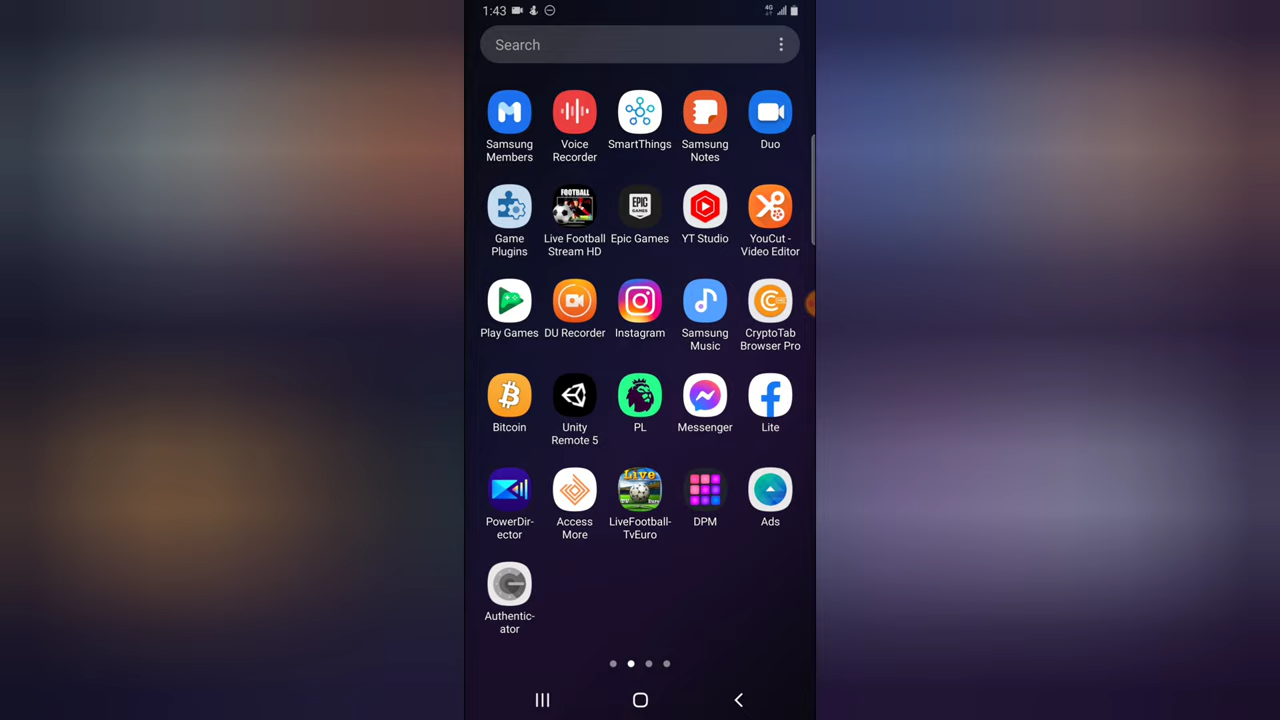 1:43
4G
Search
Samsung Members
Voice Recorder
SmartThings
Samsung Notes
Duo
Game Plugins
FOOTBALL
Live Football Stream HD
EPIC GAMES
Epic Games
YT Studio
YouCut - Video Editor
Play Games
DU Recorder
Instagram
Samsung Music
CryptoTab Browser Pro
Bitcoin
Unity Remote 5
PL
Messenger
Lite
PowerDir-
ector
Access More
Live
LiveFootball-
TvEuro
DPM
Ads
Authentic-
ator